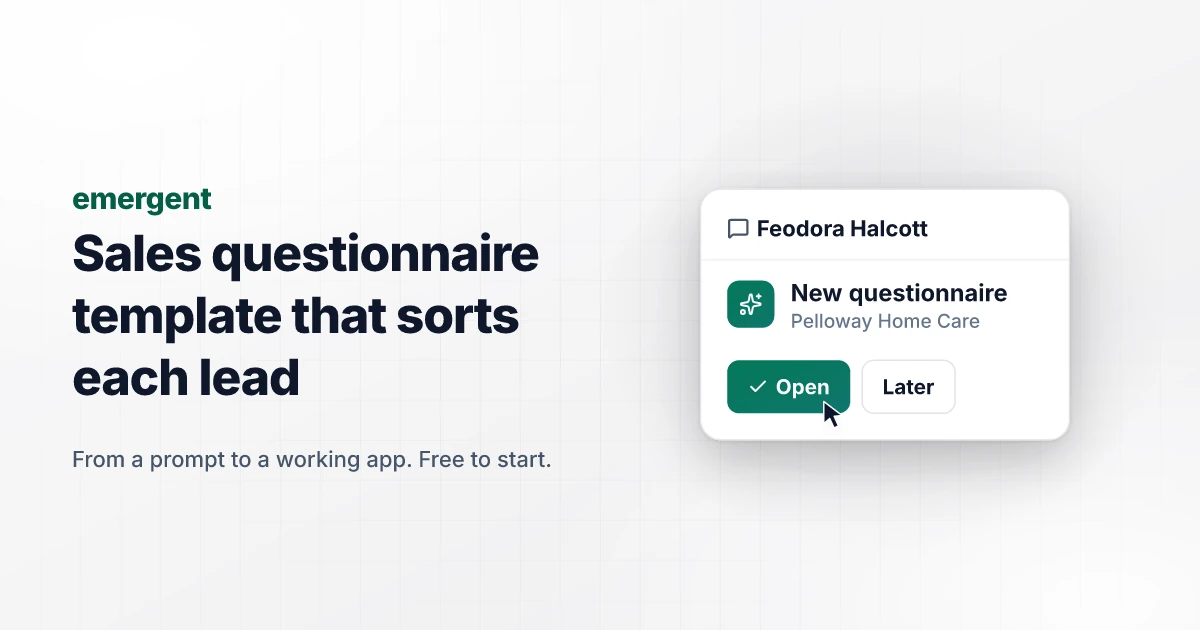 emergent
Sales questionnaire
template that sorts
each lead
From a prompt to a working app. Free to start.
Feodora Halcott
New questionnaire
Pelloway Home Care
Open
Later